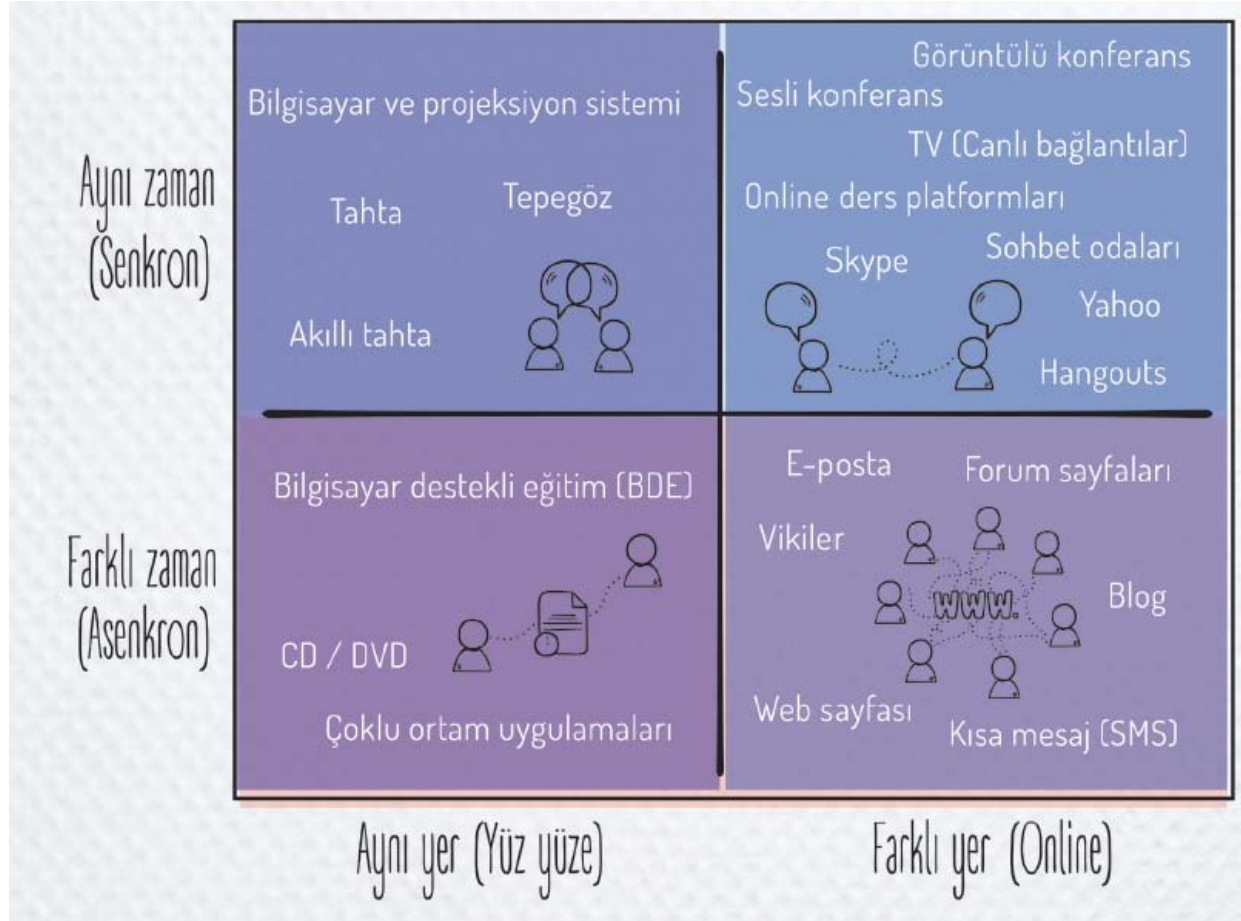 Aynı zaman
(Senkron)
Bilgisayar ve projeksiyon sistemi
Tahta
Tepegöz
Akıllı tahta
Görüntülü konferans
Sesli konferans
TV (Canlı bağlantılar)
Online ders platformları
Skype
Sohbet odaları
Yahoo
Hangouts
Farklı zaman
(Asenkron)
Bilgisayar destekli eğitim (BDE)
CD / DVD
Çoklu ortam uygulamaları
E-posta
Forum sayfaları
Vikiler
www.
Blog
Web sayfası
Kısa mesaj (SMS)
Aynı yer (Yüz yüze)
Farklı yer (Online)